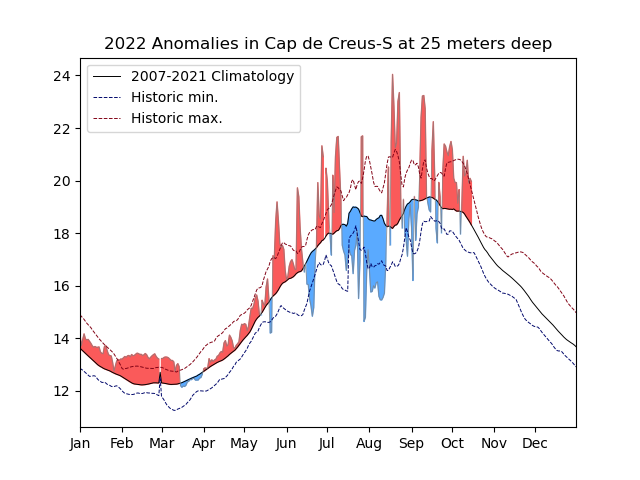 2022 Anomalies in Cap de Creus-S at 25 meters deep
2007-2021 Climatology
Historic min.
Historic max.
24
22
20
18
16
14
12
Jan Feb Mar Apr May Jun Jul Aug Sep Oct Nov Dec